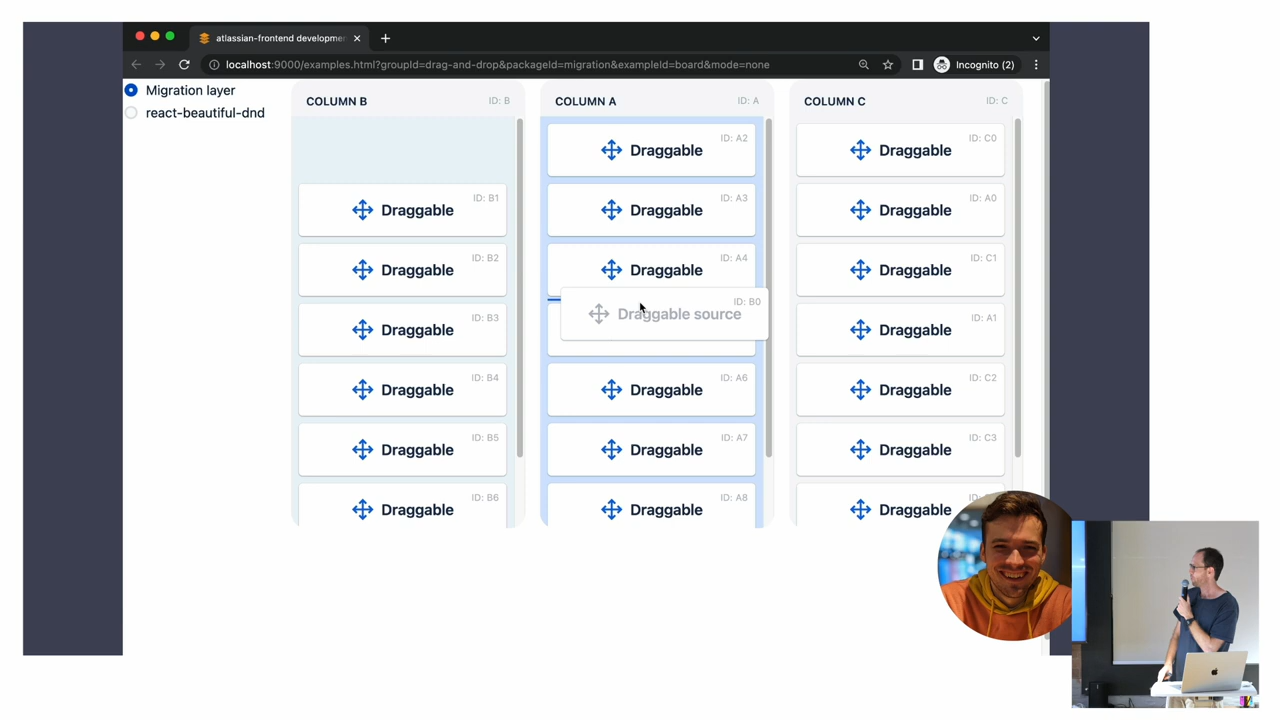 atlassian-frontend developme
localhost:9000/examples.html?groupId=drag-and-drop&packageId=migration&exampleId=board&mode=none
Incognito (2)
Migration layer
react-beautiful-dnd
COLUMN B
ID: B
ID: B1
Draggable
ID: B2
Draggable
ID: B3
Draggable
ID: B4
Draggable
ID: B5
Draggable
ID: B6
Draggable
COLUMN A
ID: A
ID: A2
Draggable
ID: A3
Draggable
ID: A4
Draggable
ID: B0
Draggable source
ID: A6
Draggable
ID: A7
Draggable
ID: A8
Draggable
COLUMN C
ID: C
ID: C0
Draggable
ID: A0
Draggable
ID: C1
Draggable
ID: A1
Draggable
ID: C2
Draggable
ID: C3
Draggable
Draggable